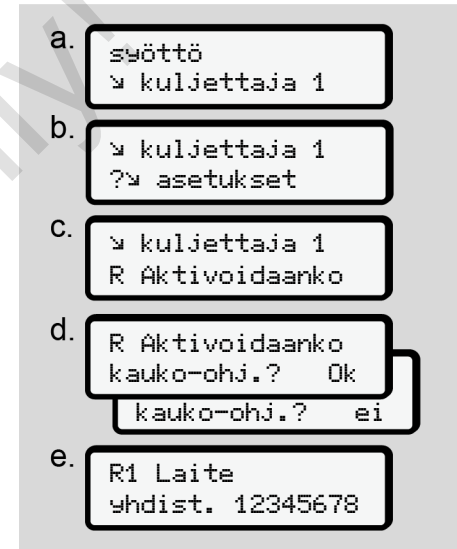 a.
syöttö
↘ kuljettaja 1
b.
↘ kuljettaja 1
?↘ asetukset
c.
↘ kuljettaja 1
R Aktivoidaanko
d.
R Aktivoidaanko
kauko-ohj.? Ok
kauko-ohj.? ei
e.
R1 Laite
yhdist. 12345678